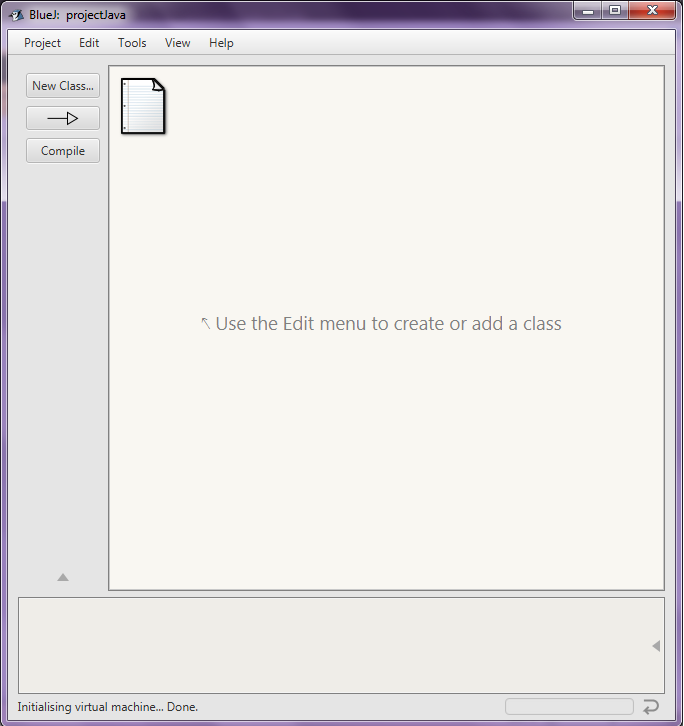 BlueJ: projectJava
Project Edit Tools View Help
New Class...
Compile
Use the Edit menu to create or add a class
Initialising virtual machine... Done.